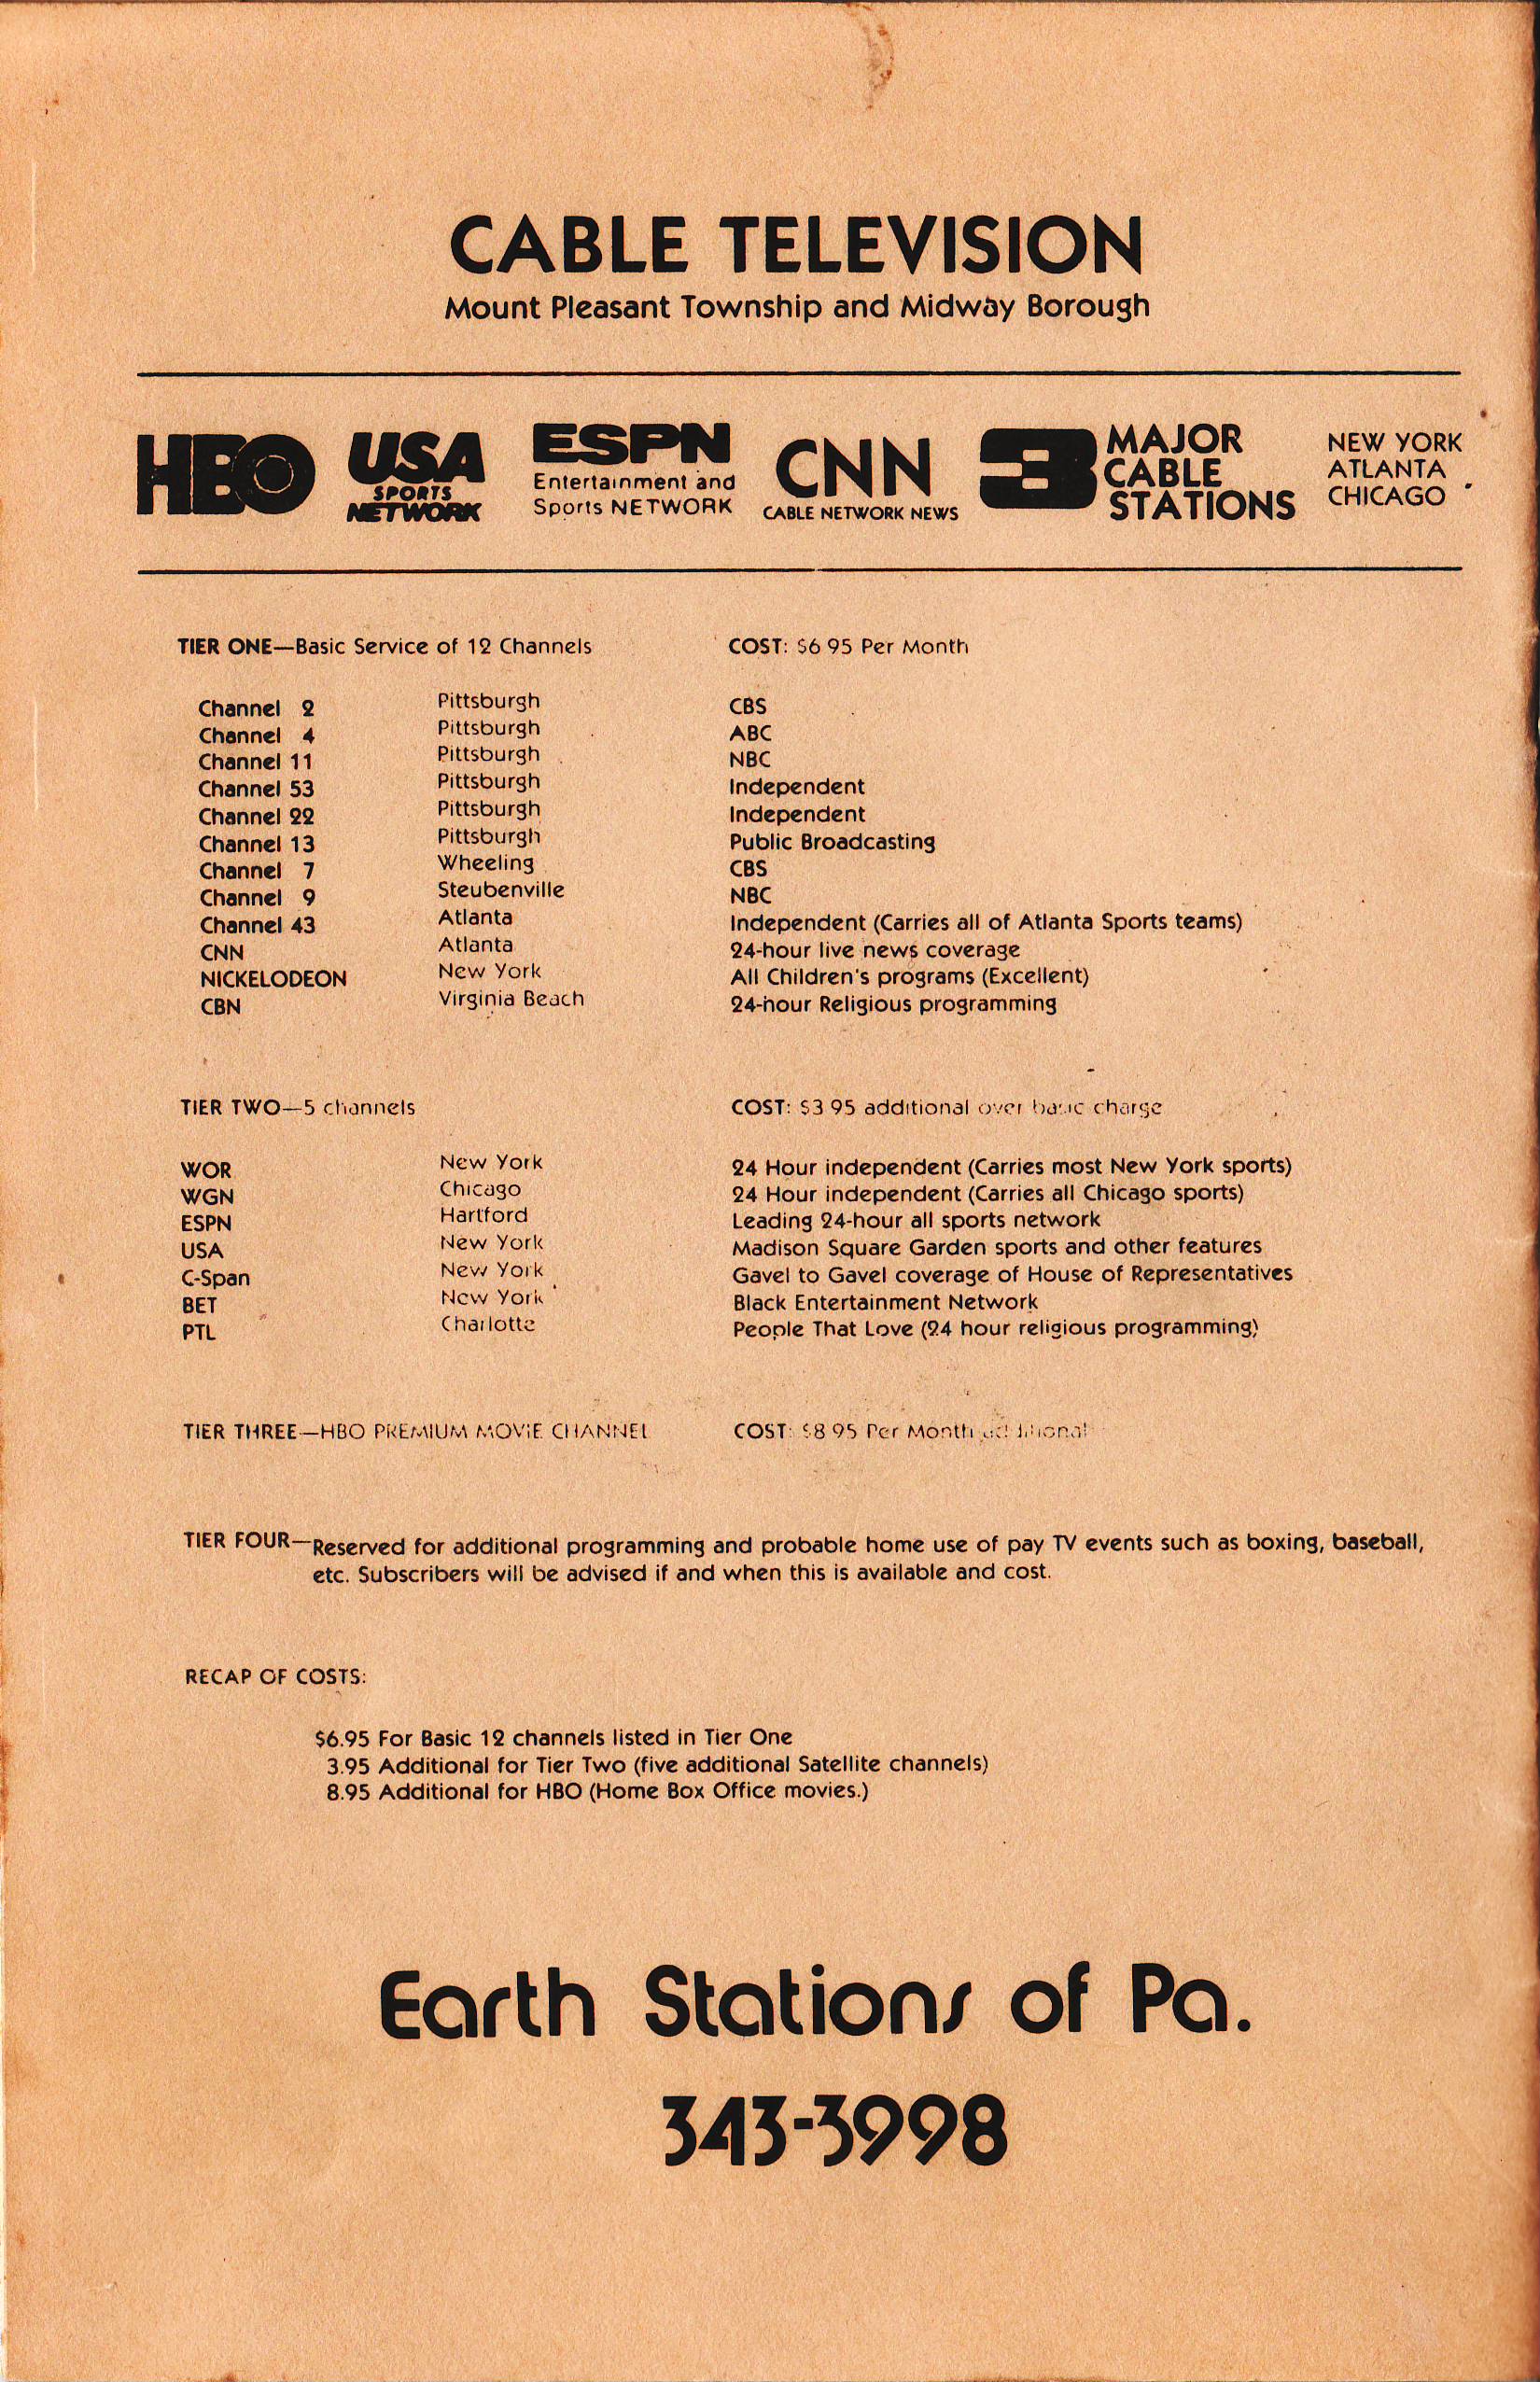 CABLE TELEVISION
Mount Pleasant Township and Midway Borough
HBO
USA
SPORTS
NETWORK
ESPN
Entertainment and
Sports NETWORK
CNN
CABLE NETWORK NEWS
3 MAJOR
CABLE
STATIONS
NEW YORK
ATLANTA
CHICAGO
TIER ONE—Basic Service of 12 Channels COST: $6 95 Per Month
Channel 2 Pittsburgh CBS
Channel 4 Pittsburgh ABC
Channel 11 Pittsburgh NBC
Channel 53 Pittsburgh Independent
Channel 22 Pittsburgh Independent
Channel 13 Pittsburgh Public Broadcasting
Channel 7 Wheeling CBS
Channel 9 Steubenville NBC
Channel 43 Atlanta Independent (Carries all of Atlanta Sports teams)
CNN Atlanta 24-hour live news coverage
NICKELODEON New York All Children's programs (Excellent)
CBN Virginia Beach 24-hour Religious programming
TIER TWO—5 channels COST: $3 95 additional over basic charge
WOR New York 24 Hour independent (Carries most New York sports)
WGN Chicago 24 Hour independent (Carries all Chicago sports)
ESPN Hartford Leading 24-hour all sports network
USA New York Madison Square Garden sports and other features
C-Span New York Gavel to Gavel coverage of House of Representatives
BET New York Black Entertainment Network
PTL Charlotte People That Love (24 hour religious programming)
TIER THREE—HBO PREMIUM MOVIE CHANNEL COST: $8 95 Per Month additional
TIER FOUR—Reserved for additional programming and probable home use of pay TV events such as boxing, baseball,
etc. Subscribers will be advised if and when this is available and cost.
RECAP OF COSTS:
$6.95 For Basic 12 channels listed in Tier One
3.95 Additional for Tier Two (five additional Satellite channels)
8.95 Additional for HBO (Home Box Office movies.)
Earth Stations of Pa.
343-3998